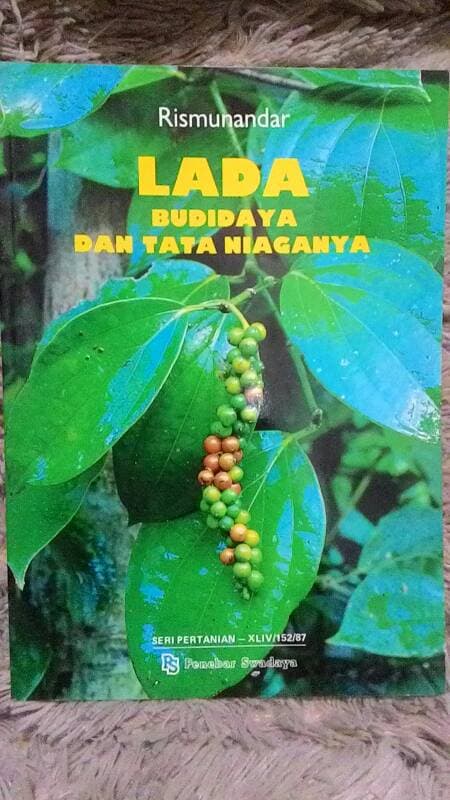 Rismunandar
LADA
BUDIDAYA
DAN TATA NIAGANYA
SERI PERTANIAN – XLIV/152/87
PS Penebar Swadaya